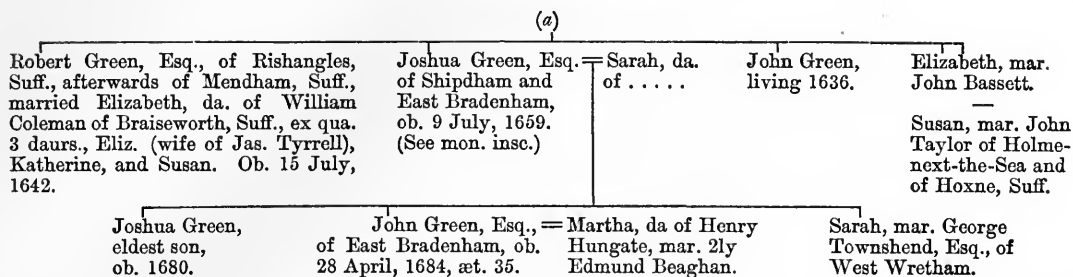 (a)
Robert Green, Esq., of Rishangles,
Suff., afterwards of Mendham, Suff.,
married Elizabeth, da. of William
Coleman of Braiseworth, Suff., ex qua.
3 daurs., Eliz. (wife of Jas. Tyrrell),
Katherine, and Susan. Ob. 15 July,
1642.
Joshua Green, Esq. =
of Shipdham and
East Bradenham,
ob. 9 July, 1659.
(See mon. insc.)
Sarah, da.
of .....
John Green,
living 1636.
Elizabeth, mar.
John Bassett.
—
Susan, mar. John
Taylor of Holme-
next-the-Sea and
of Hoxne, Suff.
Joshua Green,
eldest son,
ob. 1680.
John Green, Esq., =
of East Bradenham, ob.
28 April, 1684, æt. 35.
Martha, da of Henry
Hungate, mar. 2ly
Edmund Beaghan.
Sarah, mar. George
Townshend, Esq., of
West Wretham.